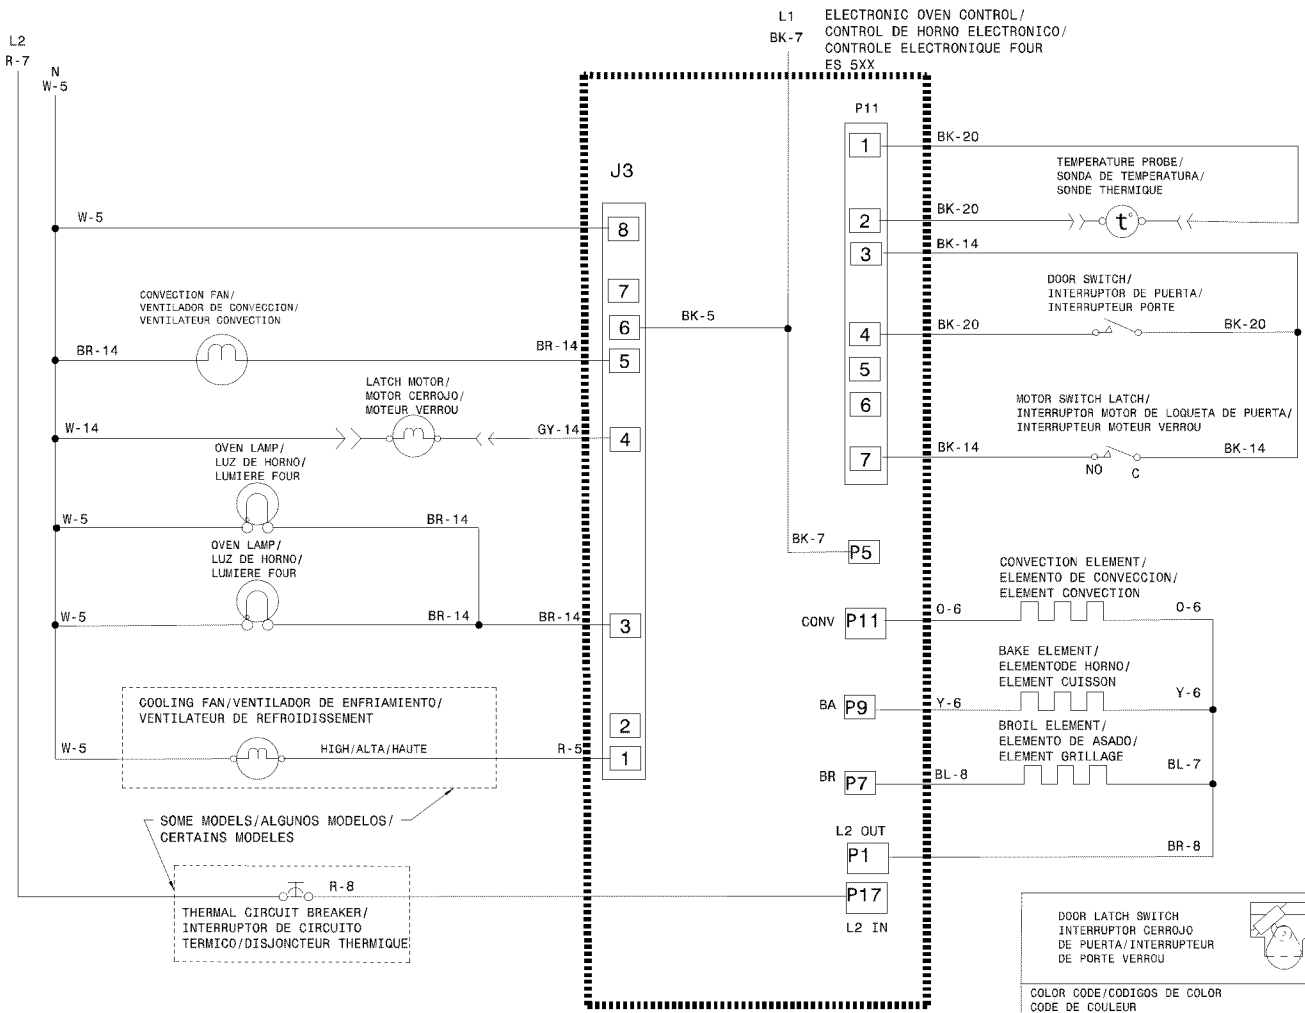 L1
BK-7
ELECTRONIC OVEN CONTROL/
CONTROL DE HORNO ELECTRONICO/
CONTROLE ELECTRONIQUE FOUR
ES 5XX
L2
R-7
N
W-5
P11
J3
1
BK-20
TEMPERATURE PROBE/
SONDA DE TEMPERATURA/
SONDE THERMIQUE
2
BK-20
t°
3
BK-14
DOOR SWITCH/
INTERRUPTOR DE PUERTA/
INTERRUPTEUR PORTE
4
BK-20
BK-20
5
6
MOTOR SWITCH LATCH/
INTERRUPTOR MOTOR DE LOQUETA DE PUERTA/
INTERRUPTEUR MOTEUR VERROU
7
BK-14
BK-14
NO
C
W-5
8
7
6
BK-5
CONVECTION FAN/
VENTILADOR DE CONVECCION/
VENTILATEUR CONVECTION
BR-14
BR-14
5
LATCH MOTOR/
MOTOR CERROJO/
MOTEUR VERROU
W-14
GY-14
4
OVEN LAMP/
LUZ DE HORNO/
LUMIERE FOUR
W-5
BR-14
OVEN LAMP/
LUZ DE HORNO/
LUMIERE FOUR
W-5
BR-14
BR-14
3
COOLING FAN/VENTILADOR DE ENFRIAMIENTO/
VENTILATEUR DE REFROIDISSEMENT
2
W-5
HIGH/ALTA/HAUTE
R-5
1
SOME MODELS/ALGUNOS MODELOS/
CERTAINS MODELES
R-8
THERMAL CIRCUIT BREAKER/
INTERRUPTOR DE CIRCUITO
TERMICO/DISJONCTEUR THERMIQUE
BK-7
P5
CONVECTION ELEMENT/
ELEMENTO DE CONVECCION/
ELEMENT CONVECTION
CONV
P11
O-6
O-6
BAKE ELEMENT/
ELEMENTODE HORNO/
ELEMENT CUISSON
BA
P9
Y-6
Y-6
BROIL ELEMENT/
ELEMENTO DE ASADO/
ELEMENT GRILLAGE
BR
P7
BL-8
BL-7
L2 OUT
P1
BR-8
P17
L2 IN
DOOR LATCH SWITCH
INTERRUPTOR CERROJO
DE PUERTA/INTERRUPTEUR
DE PORTE VERROU
COLOR CODE/CODIGOS DE COLOR
CODE DE COULEUR